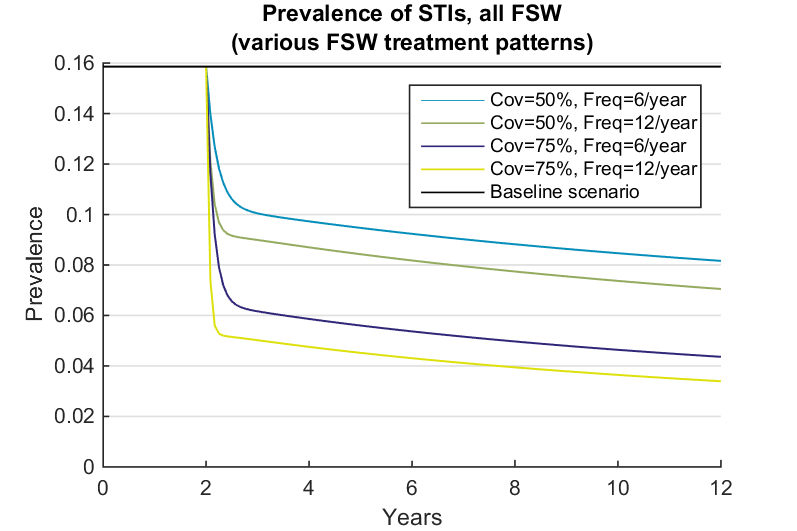 Prevalence of STIs, all FSW
(various FSW treatment patterns)
0.16
0.14
0.12
0.1
0.08
0.06
0.04
0.02
0
Prevalence
Cov=50%, Freq=6/year
Cov=50%, Freq=12/year
Cov=75%, Freq=6/year
Cov=75%, Freq=12/year
Baseline scenario
0 2 4 6 8 10 12
Years